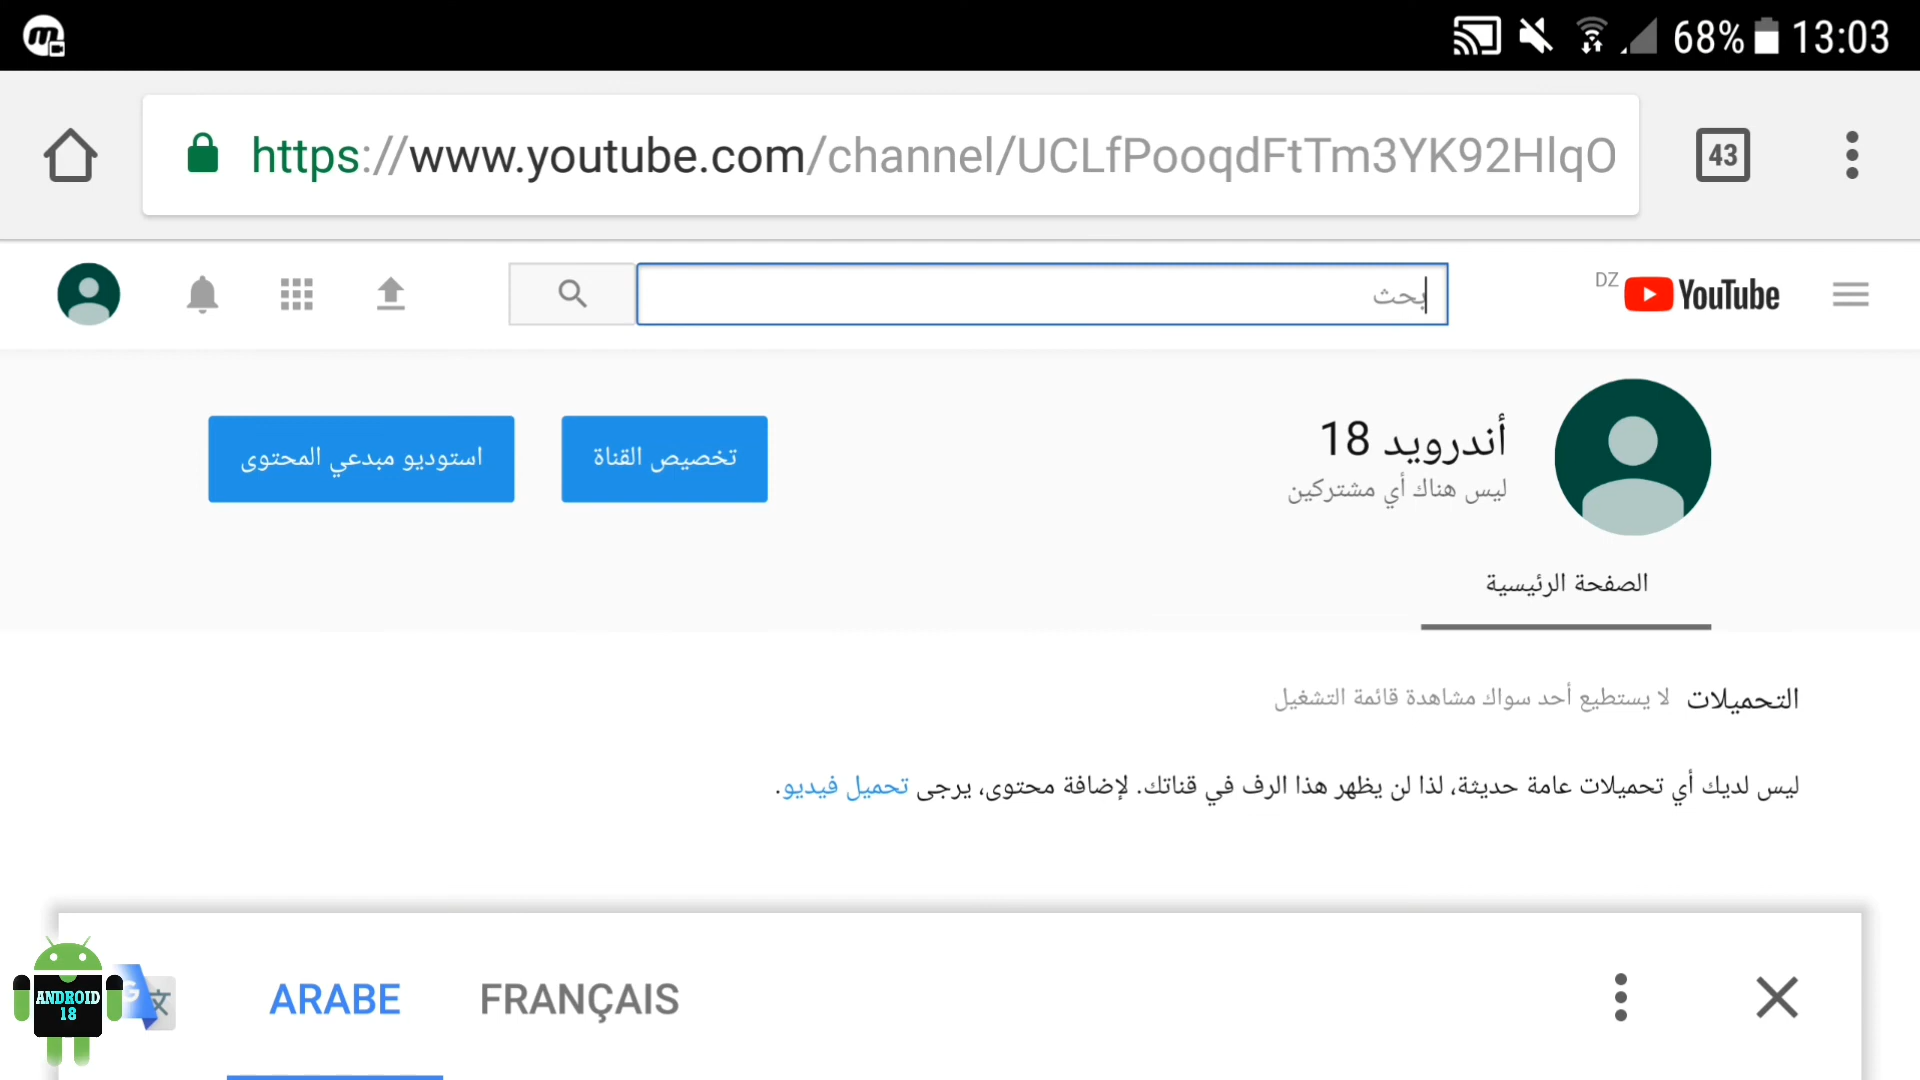 68% 13:03
https://www.youtube.com/channel/UCLfPooqdFtTm3YK92HlqO
43
بحث
DZ
YouTube
أندرويد 18
ليس هناك أي مشتركين
تخصيص القناة
استوديو مبدعي المحتوى
الصفحة الرئيسية
التحميلات لا يستطيع أحد سواك مشاهدة قائمة التشغيل
ليس لديك أي تحميلات عامة حديثة، لذا لن يظهر هذا الرف في قناتك. لإضافة محتوى، يرجى تحميل فيديو.
ANDROID
18
ARABE
FRANÇAIS